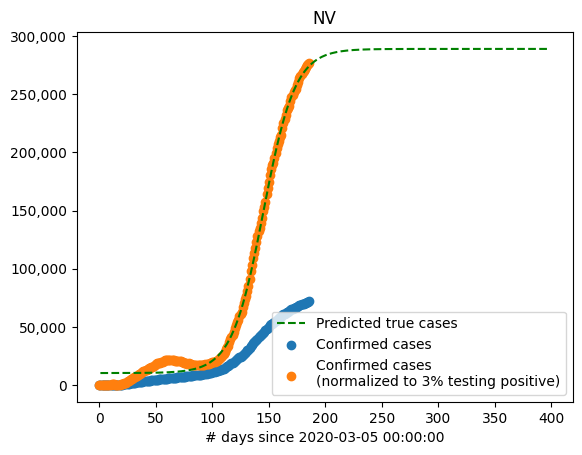 NV
300,000
250,000
200,000
150,000
100,000
50,000
0
Predicted true cases
Confirmed cases
Confirmed cases
(normalized to 3% testing positive)
0 50 100 150 200 250 300 350 400
# days since 2020-03-05 00:00:00